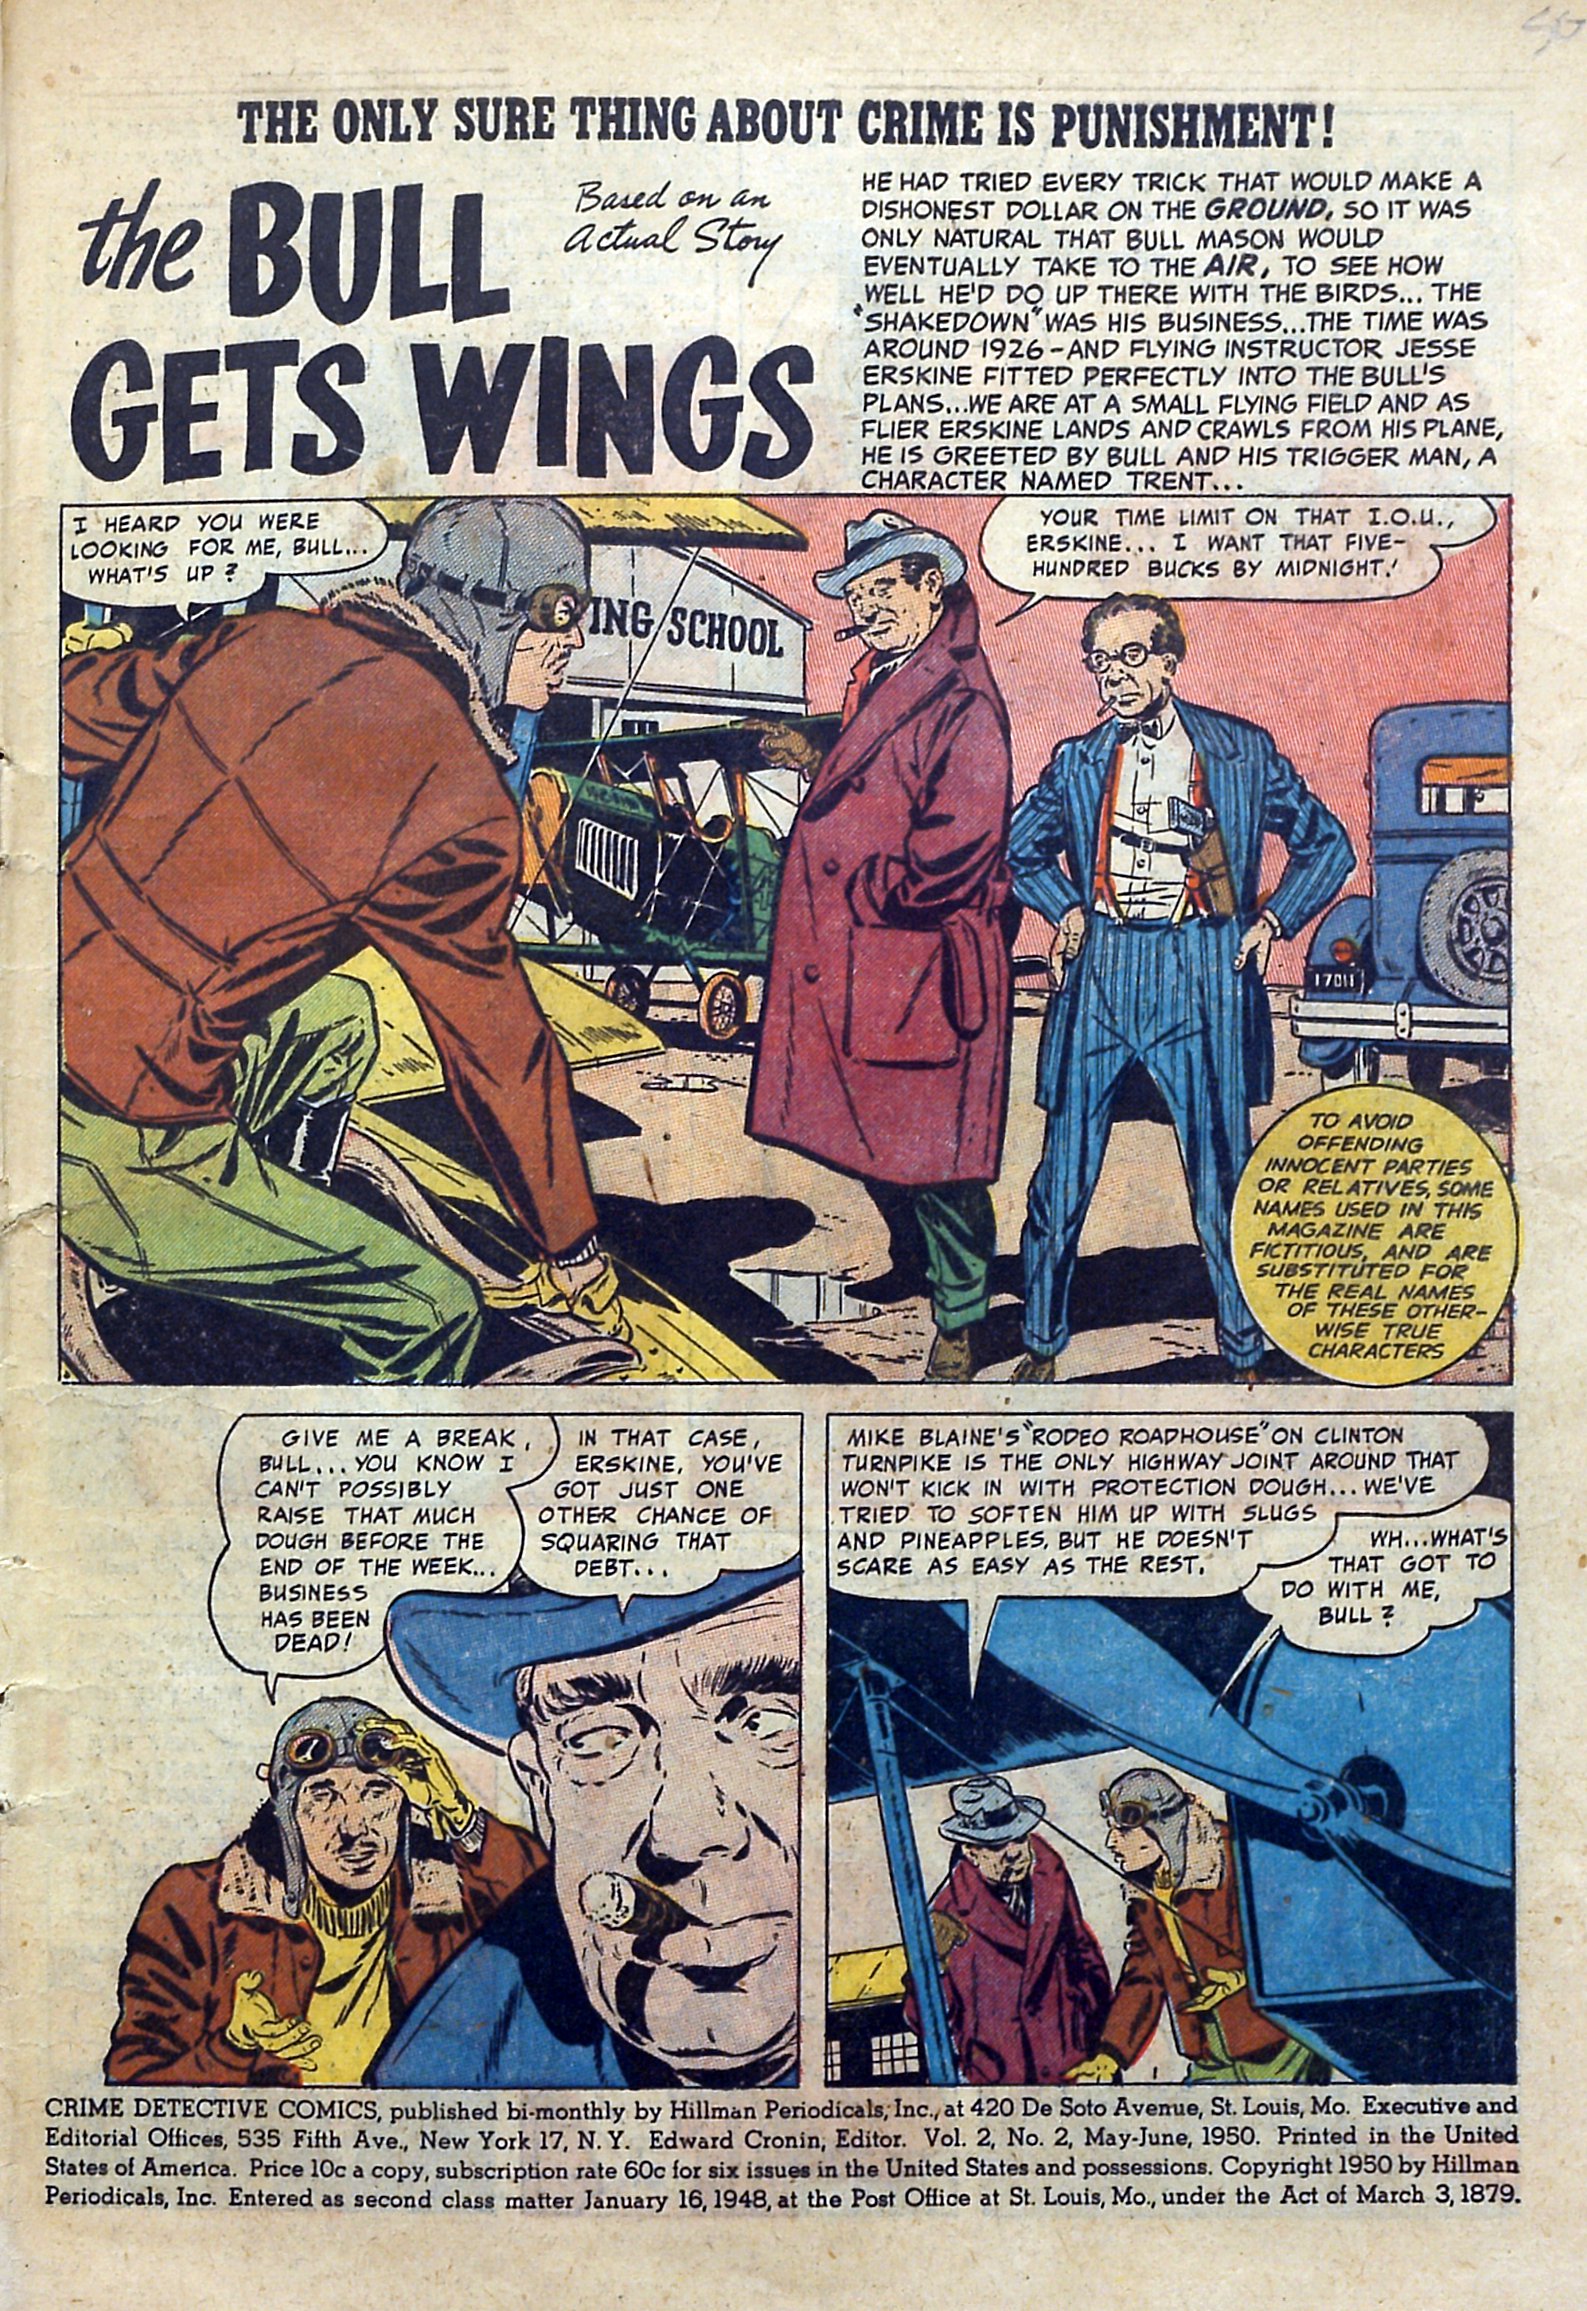 THE ONLY SURE THING ABOUT CRIME IS PUNISHMENT!
the BULL
GETS WINGS
Based on an
Actual Story
HE HAD TRIED EVERY TRICK THAT WOULD MAKE A
DISHONEST DOLLAR ON THE GROUND, SO IT WAS
ONLY NATURAL THAT BULL MASON WOULD
EVENTUALLY TAKE TO THE AIR, TO SEE HOW
WELL HE'D DO UP THERE WITH THE BIRDS... THE
"SHAKEDOWN" WAS HIS BUSINESS...THE TIME WAS
AROUND 1926-AND FLYING INSTRUCTOR JESSE
ERSKINE FITTED PERFECTLY INTO THE BULL'S
PLANS...WE ARE AT A SMALL FLYING FIELD AND AS
FLIER ERSKINE LANDS AND CRAWLS FROM HIS PLANE,
HE IS GREETED BY BULL AND HIS TRIGGER MAN, A
CHARACTER NAMED TRENT...
I HEARD YOU WERE
LOOKING FOR ME, BULL...
WHAT'S UP?
YOUR TIME LIMIT ON THAT I.O.U.,
ERSKINE... I WANT THAT FIVE-
HUNDRED BUCKS BY MIDNIGHT.'
ING SCHOOL
17011
TO AVOID
OFFENDING
INNOCENT PARTIES
OR RELATIVES, SOME
NAMES USED IN THIS
MAGAZINE ARE
FICTITIOUS, AND ARE
SUBSTITUTED FOR
THE REAL NAMES
OF THESE OTHER-
WISE TRUE
CHARACTERS
GIVE ME A BREAK,
BULL...YOU KNOW I
CAN'T POSSIBLY
RAISE THAT MUCH
DOUGH BEFORE THE
END OF THE WEEK...
BUSINESS
HAS BEEN
DEAD!
IN THAT CASE,
ERSKINE, YOU'VE
GOT JUST ONE
OTHER CHANCE OF
SQUARING THAT
DEBT...
MIKE BLAINE'S "RODEO ROADHOUSE" ON CLINTON
TURNPIKE IS THE ONLY HIGHWAY JOINT AROUND THAT
WON'T KICK IN WITH PROTECTION DOUGH... WE'VE
TRIED TO SOFTEN HIM UP WITH SLUGS
AND PINEAPPLES, BUT HE DOESN'T
SCARE AS EASY AS THE REST.
WH...WHAT'S
THAT GOT TO
DO WITH ME,
BULL?
CRIME DETECTIVE COMICS, published bi-monthly by Hillman Periodicals, Inc., at 420 De Soto Avenue, St. Louis, Mo. Executive and
Editorial Offices, 535 Fifth Ave., New York 17, N. Y. Edward Cronin, Editor. Vol. 2, No. 2, May-June, 1950. Printed in the United
States of America. Price 10c a copy, subscription rate 60c for six issues in the United States and possessions. Copyright 1950 by Hillman
Periodicals, Inc. Entered as second class matter January 16, 1948, at the Post Office at St. Louis, Mo., under the Act of March 3, 1879.